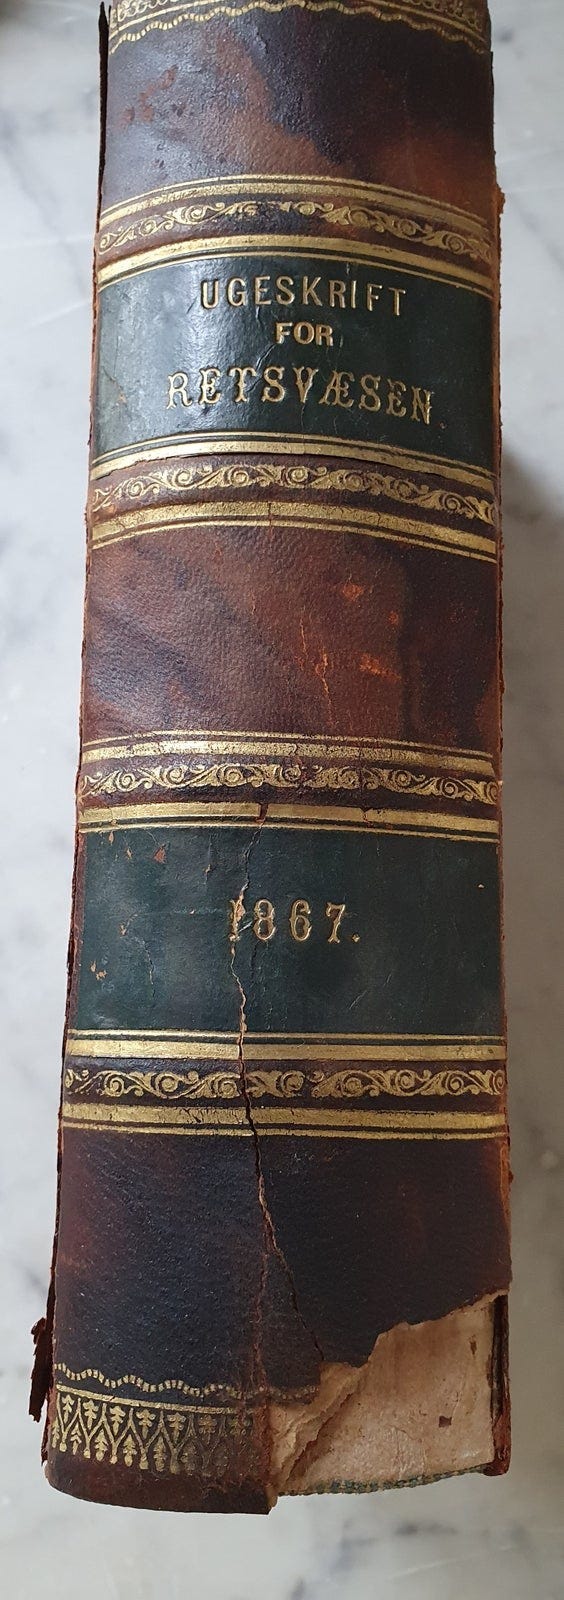 UGESKRIFT
FOR
RETSVÆSEN
1867.